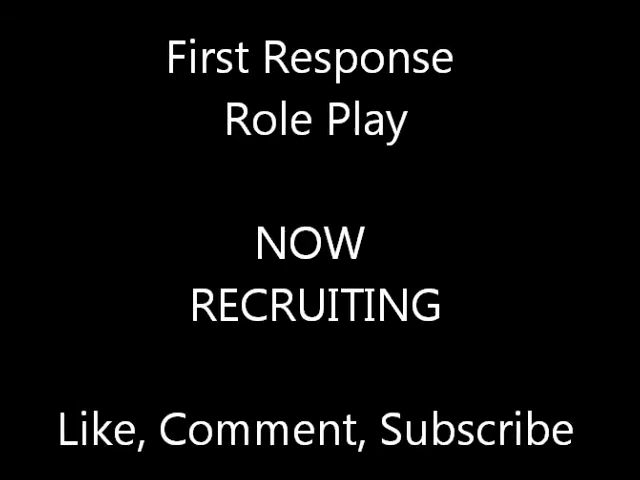 First Response
Role Play
NOW
RECRUITING
Like, Comment, Subscribe